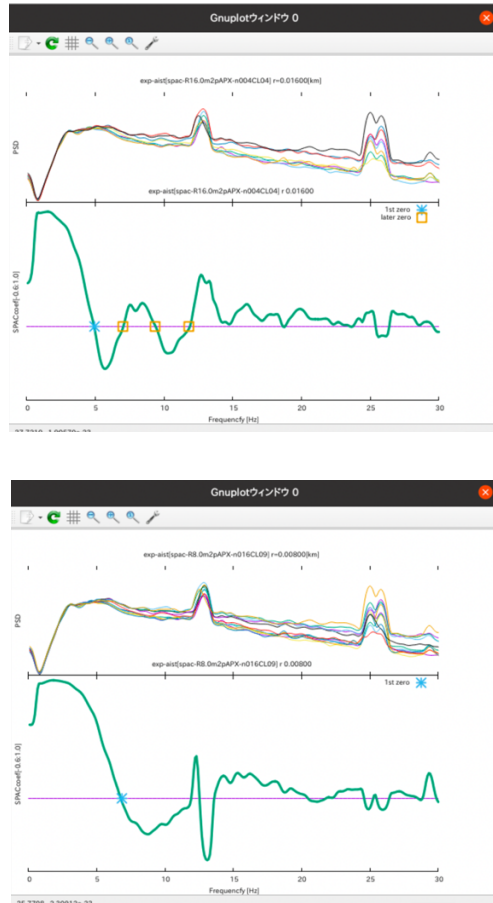 Gnuplotウィンドウ 0
exp-aist[spac-R16.0m2pAPX-n004CL04] r=0.01600[km]
PSD
exp-aist[spac-R16.0m2pAPX-n004CL04] r 0.01600
1st zero
later zero
SPACcoef[-0.6:1.0]
0 5 10 15 20 25 30
Frequencfy [Hz]
Gnuplotウィンドウ 0
exp-aist[spac-R8.0m2pAPX-n016CL09] r=0.00800[km]
PSD
exp-aist[spac-R8.0m2pAPX-n016CL09] r 0.00800
1st zero
SPACcoef[-0.6:1.0]
0 5 10 15 20 25 30
Frequencfy [Hz]